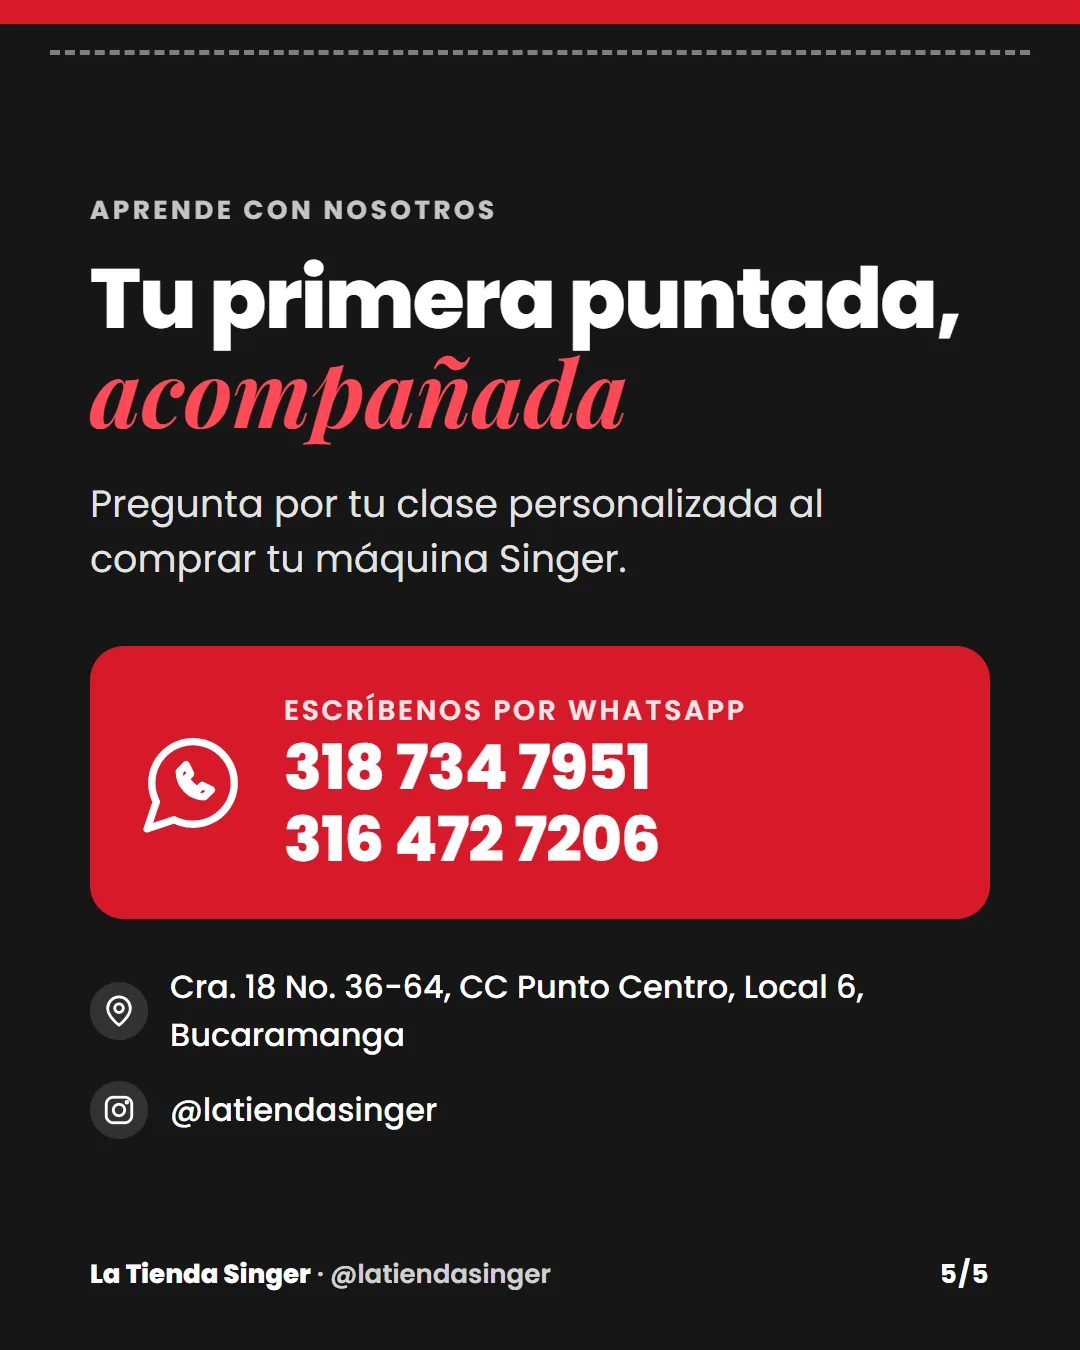 APRENDE CON NOSOTROS
Tu primera puntada,
acompañada
Pregunta por tu clase personalizada al
comprar tu máquina Singer.
ESCRÍBENOS POR WHATSAPP
318 734 7951
316 472 7206
Cra. 18 No. 36-64, CC Punto Centro, Local 6,
Bucaramanga
@latiendasinger
La Tienda Singer · @latiendasinger
5/5